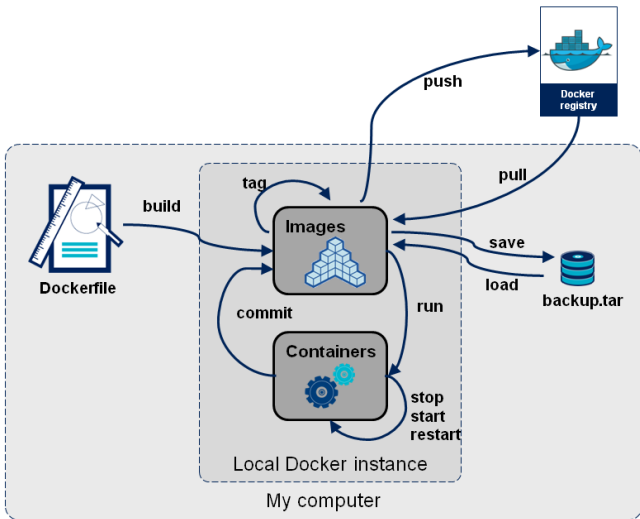 push
Docker
registry
pull
tag
build
Images
save
Dockerfile
load
backup.tar
commit
run
Containers
stop
start
restart
Local Docker instance
My computer